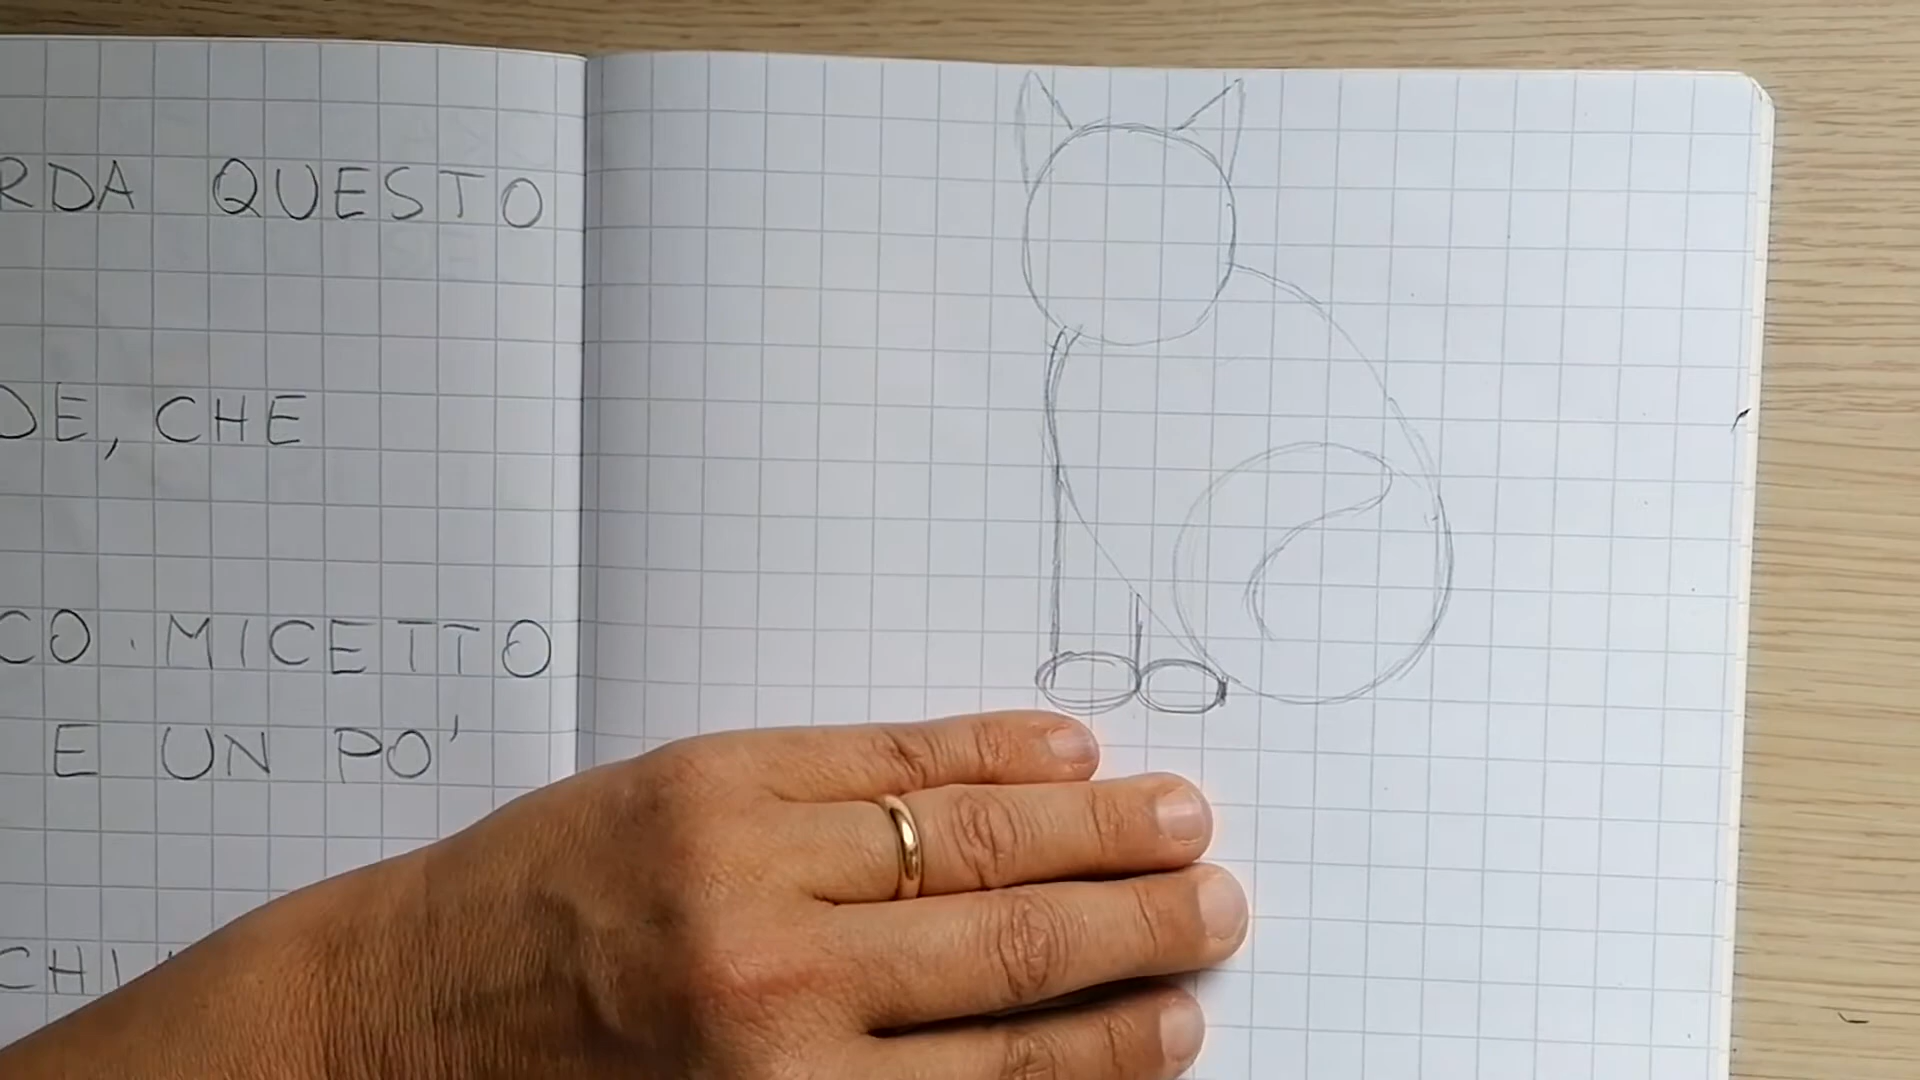 RDA QUESTO
DE, CHE
CO. MICETTO
E UN PO'